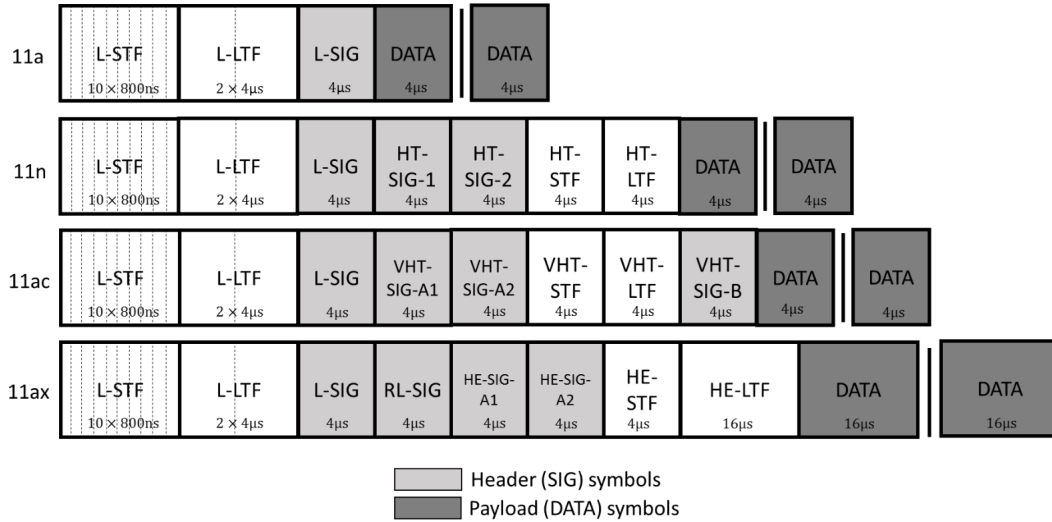 11a
L-STF
10 × 800ns
L-LTF
2 × 4μs
L-SIG
4μs
DATA
4μs
DATA
4μs
11n
L-STF
10 × 800ns
L-LTF
2 × 4μs
L-SIG
4μs
HT-
SIG-1
4μs
HT-
SIG-2
4μs
HT-
STF
4μs
HT-
LTF
4μs
DATA
4μs
DATA
4μs
11ac
L-STF
10 × 800ns
L-LTF
2 × 4μs
L-SIG
4μs
VHT-
SIG-A1
4μs
VHT-
SIG-A2
4μs
VHT-
STF
4μs
VHT-
LTF
4μs
VHT-
SIG-B
4μs
DATA
4μs
DATA
4μs
11ax
L-STF
10 × 800ns
L-LTF
2 × 4μs
L-SIG
4μs
RL-SIG
4μs
HE-SIG-
A1
4μs
HE-SIG-
A2
4μs
HE-
STF
4μs
HE-LTF
16μs
DATA
16μs
DATA
16μs
Header (SIG) symbols
Payload (DATA) symbols